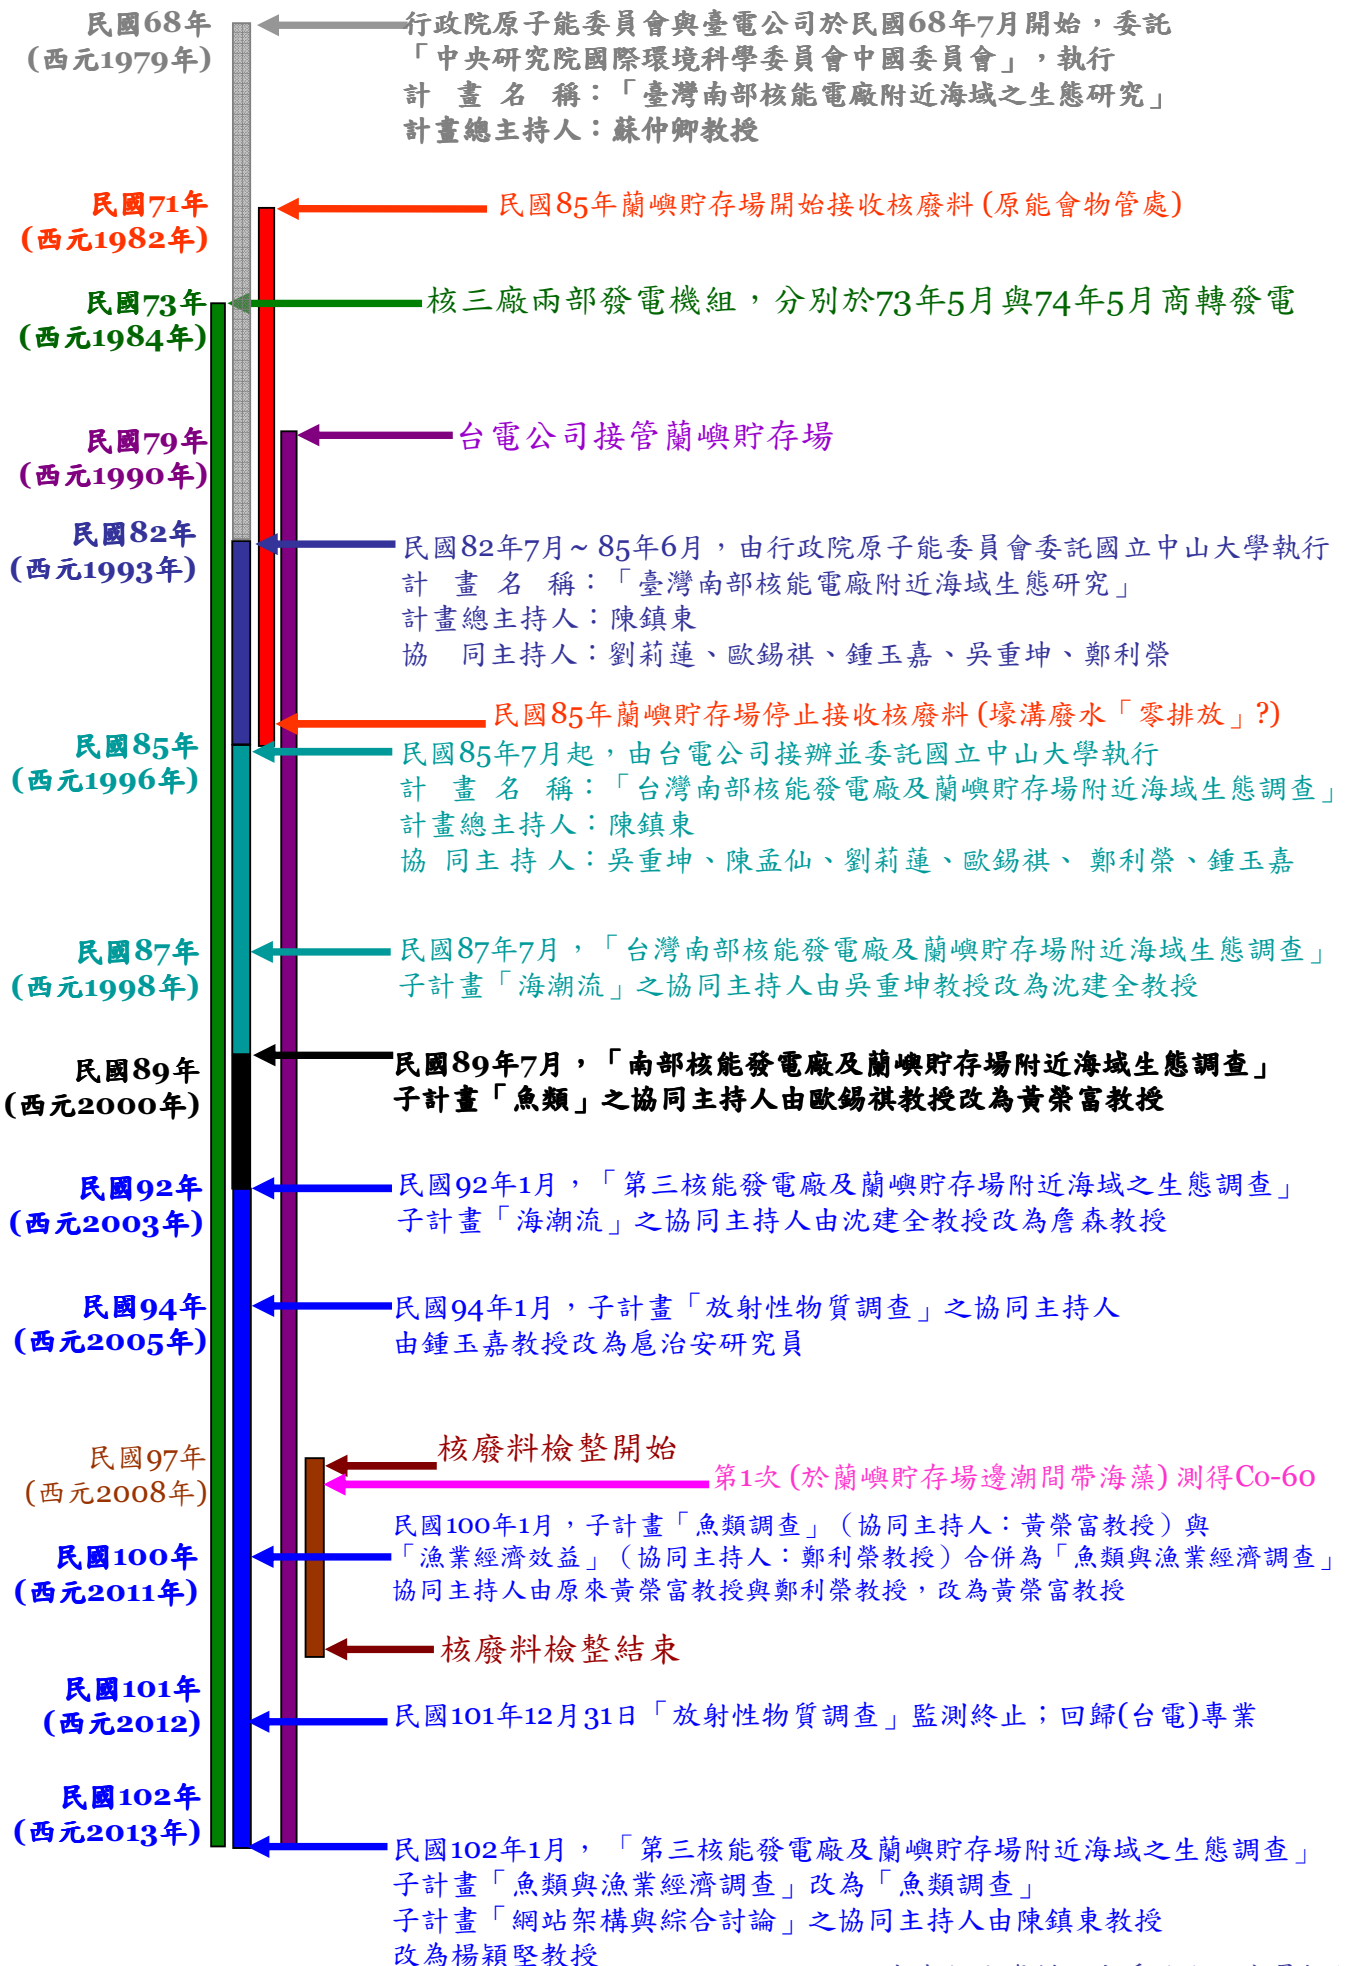 民國68年
(西元1979年)
行政院原子能委員會與臺電公司於民國68年7月開始，委託
「中央研究院國際環境科學委員會中國委員會」，執行
計 畫 名 稱：「臺灣南部核能電廠附近海域之生態研究」
計畫總主持人：蘇仲卿教授
民國71年
(西元1982年)
民國85年蘭嶼貯存場開始接收核廢料 (原能會物管處)
民國73年
(西元1984年)
核三廠兩部發電機組，分別於73年5月與74年5月商轉發電
民國79年
(西元1990年)
台電公司接管蘭嶼貯存場
民國82年
(西元1993年)
民國82年7月~ 85年6月，由行政院原子能委員會委託國立中山大學執行
計 畫 名 稱：「臺灣南部核能電廠附近海域生態研究」
計畫總主持人：陳鎮東
協 同主持人：劉莉蓮、歐錫祺、鍾玉嘉、吳重坤、鄭利榮
民國85年蘭嶼貯存場停止接收核廢料 (壕溝廢水「零排放」?)
民國85年
(西元1996年)
民國85年7月起，由台電公司接辦並委託國立中山大學執行
計 畫 名 稱：「台灣南部核能發電廠及蘭嶼貯存場附近海域生態調查」
計畫總主持人：陳鎮東
協 同主 持 人：吳重坤、陳孟仙、劉莉蓮、歐錫祺、 鄭利榮、鍾玉嘉
民國87年
(西元1998年)
民國87年7月，「台灣南部核能發電廠及蘭嶼貯存場附近海域生態調查」
子計畫「海潮流」之協同主持人由吳重坤教授改為沈建全教授
民國89年
(西元2000年)
民國89年7月，「南部核能發電廠及蘭嶼貯存場附近海域生態調查」
子計畫「魚類」之協同主持人由歐錫祺教授改為黃榮富教授
民國92年
(西元2003年)
民國92年1月，「第三核能發電廠及蘭嶼貯存場附近海域之生態調查」
子計畫「海潮流」之協同主持人由沈建全教授改為詹森教授
民國94年
(西元2005年)
民國94年1月，子計畫「放射性物質調查」之協同主持人
由鍾玉嘉教授改為扈治安研究員
民國97年
(西元2008年)
核廢料檢整開始
第1次 (於蘭嶼貯存場邊潮間帶海藻) 測得Co-60
民國100年
(西元2011年)
民國100年1月，子計畫「魚類調查」（協同主持人：黃榮富教授）與
「漁業經濟效益」（協同主持人：鄭利榮教授）合併為「魚類與漁業經濟調查」
協同主持人由原來黃榮富教授與鄭利榮教授，改為黃榮富教授
核廢料檢整結束
民國101年
(西元2012)
民國101年12月31日「放射性物質調查」監測終止；回歸(台電)專業
民國102年
(西元2013年)
民國102年1月，「第三核能發電廠及蘭嶼貯存場附近海域之生態調查」
子計畫「魚類與漁業經濟調查」改為「魚類調查」
子計畫「網站架構與綜合討論」之協同主持人由陳鎮東教授
改為楊穎堅教授